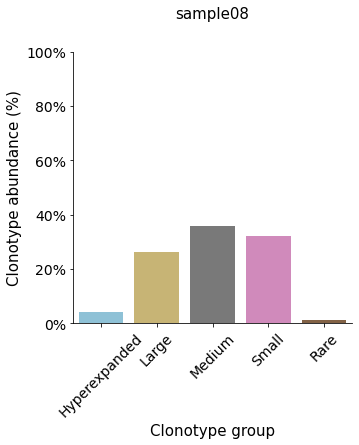 sample08
Clonotype abundance (%)
100%
80%
60%
40%
20%
0%
Hyperexpanded
Large
Medium
Small
Rare
Clonotype group